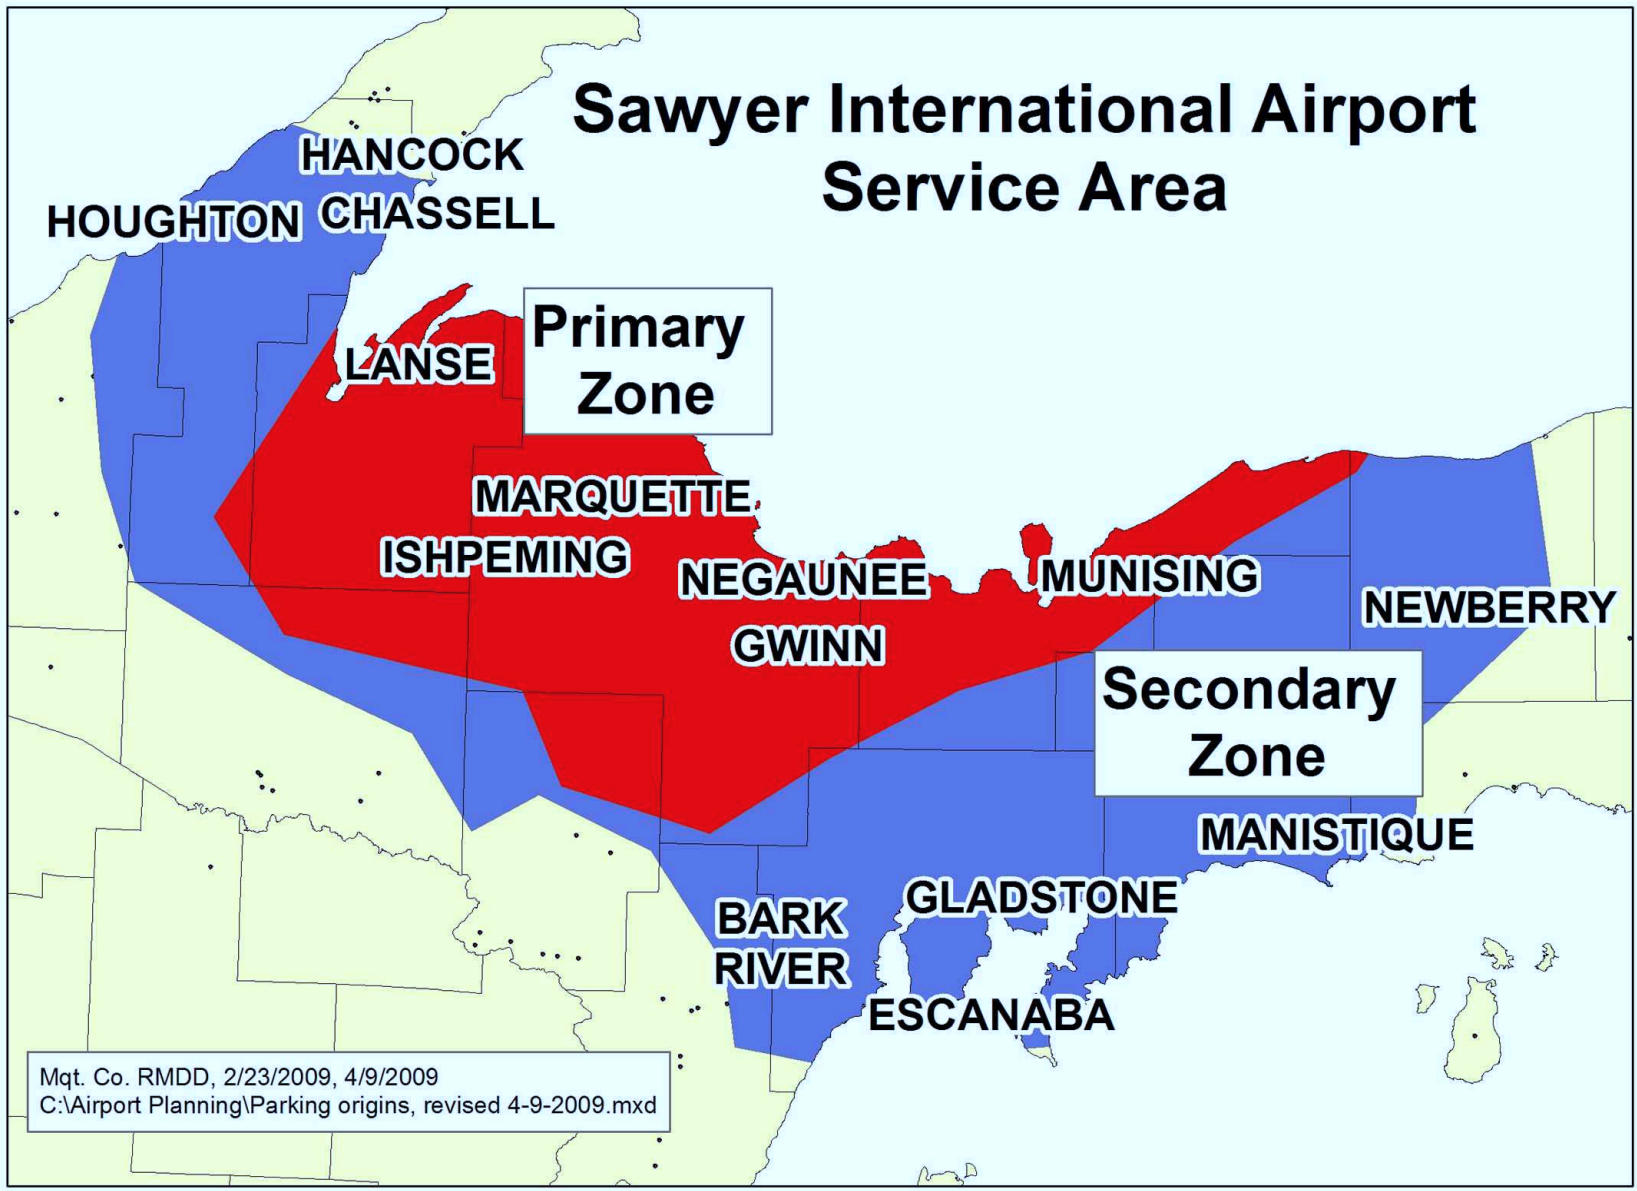 Sawyer International Airport
Service Area
HANCOCK
HOUGHTON
CHASSELL
Primary
Zone
LANSE
MARQUETTE
ISHPEMING
NEGAUNEE
MUNISING
NEWBERRY
GWINN
Secondary
Zone
MANISTIQUE
GLADSTONE
BARK
RIVER
ESCANABA
Mqt. Co. RMDD, 2/23/2009, 4/9/2009
C:\Airport Planning\Parking origins, revised 4-9-2009.mxd